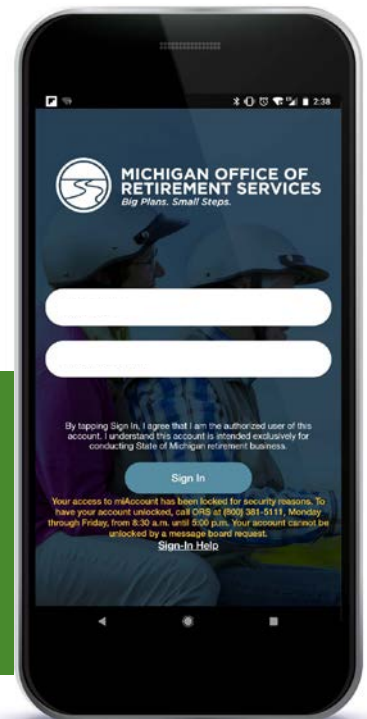 2:38
MICHIGAN OFFICE OF
RETIREMENT SERVICES
Big Plans. Small Steps.
By tapping Sign In, I agree that I am the authorized user of this
account. I understand this account is intended exclusively for
conducting State of Michigan retirement business.
Sign In
Your access to miAccount has been locked for security reasons. To
have your account unlocked, call ORS at (800) 381-5111, Monday
through Friday, from 8:30 a.m. until 5:00 p.m. Your account cannot be
unlocked by a message board request.
Sign-In Help